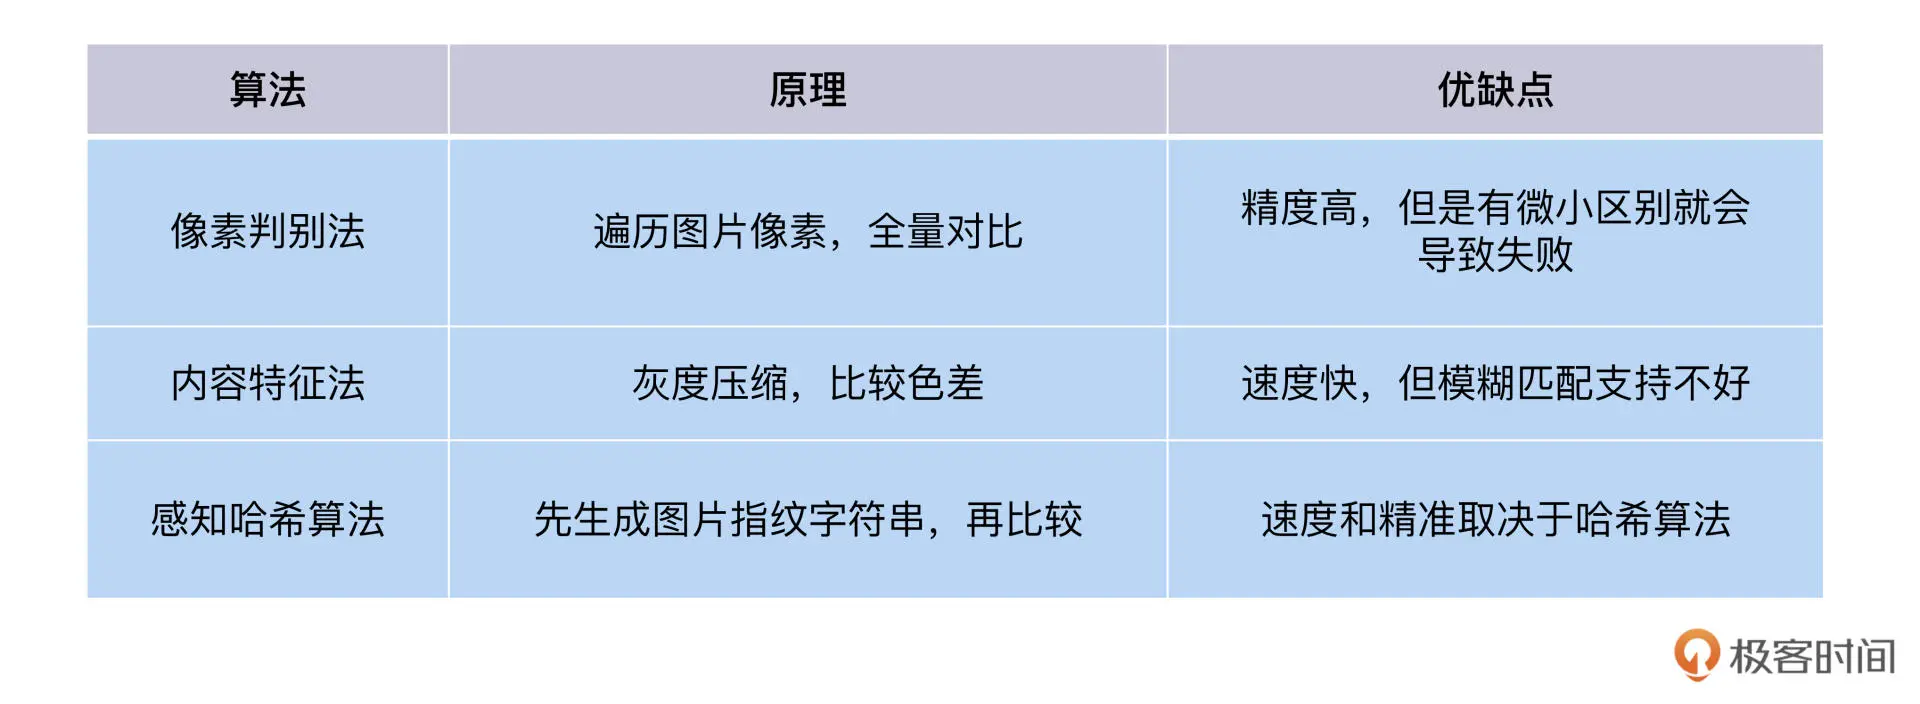 算法
原理
优缺点
像素判别法
遍历图片像素，全量对比
精度高，但是有微小区别就会
导致失败
内容特征法
灰度压缩，比较色差
速度快，但模糊匹配支持不好
感知哈希算法
先生成图片指纹字符串，再比较
速度和精准取决于哈希算法
极客时间